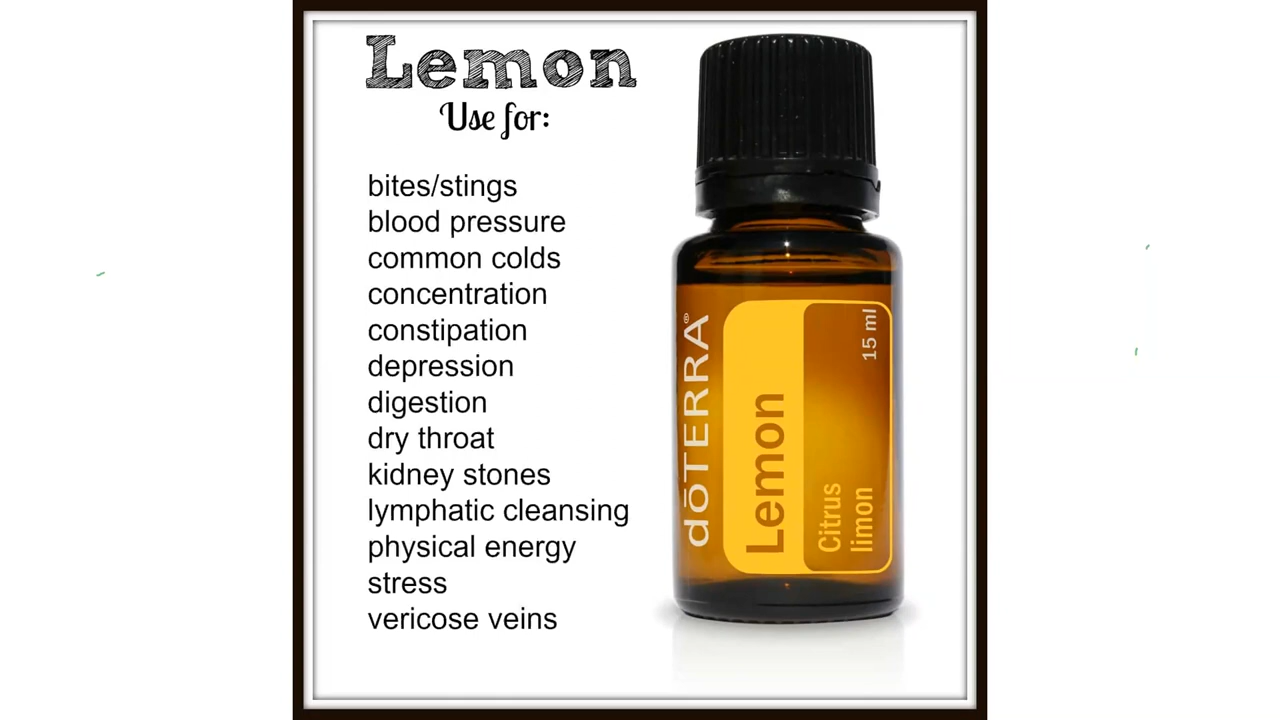 Lemon
Use for:
bites/stings
blood pressure
common colds
concentration
constipation
depression
digestion
dry throat
kidney stones
lymphatic cleansing
physical energy
stress
vericose veins
dōTERRA®
Lemon
Citrus
limon
15 ml